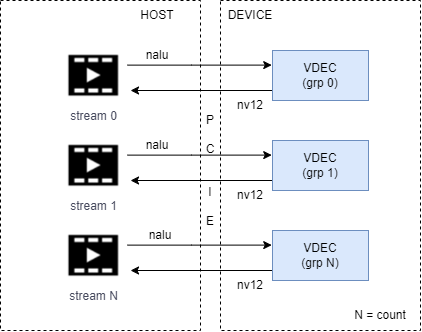 HOST
DEVICE
nalu
VDEC
(grp 0)
nv12
stream 0
P
C
I
E
nalu
VDEC
(grp 1)
nv12
stream 1
nalu
VDEC
(grp N)
nv12
stream N
N = count